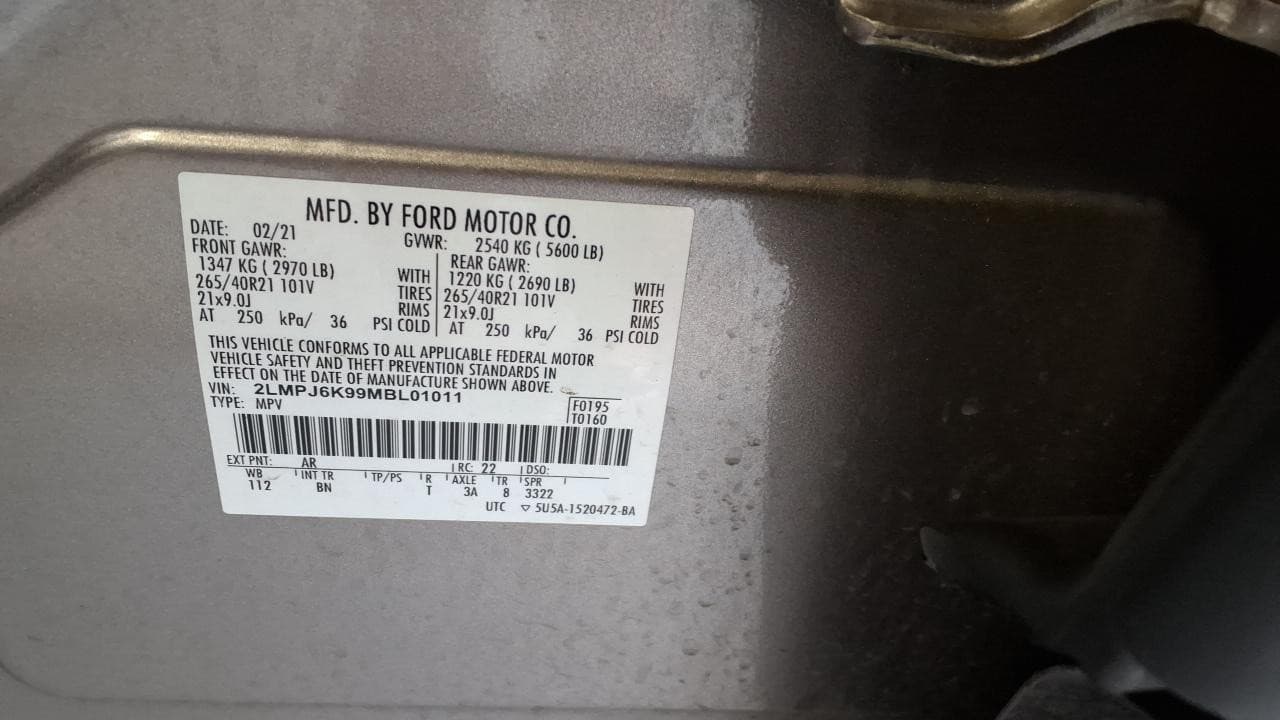 MFD. BY FORD MOTOR CO.
DATE: 02/21 GVWR: 2540 KG ( 5600 LB)
FRONT GAWR: REAR GAWR:
1347 KG ( 2970 LB) WITH 1220 KG ( 2690 LB) WITH
265/40R21 101V TIRES 265/40R21 101V TIRES
21x9.0J RIMS 21x9.0J RIMS
AT 250 kPa/ 36 PSI COLD AT 250 kPa/ 36 PSI COLD
THIS VEHICLE CONFORMS TO ALL APPLICABLE FEDERAL MOTOR
VEHICLE SAFETY AND THEFT PREVENTION STANDARDS IN
EFFECT ON THE DATE OF MANUFACTURE SHOWN ABOVE.
VIN: 2LMPJ6K99MBL01011 F0195
TYPE: MPV T0160
EXT PNT: AR RC: 22 DSO:
WB INT TR TP/PS R AXLE TR SPR
112 BN T 3A 8 3322
UTC ▽ 5U5A-1520472-BA